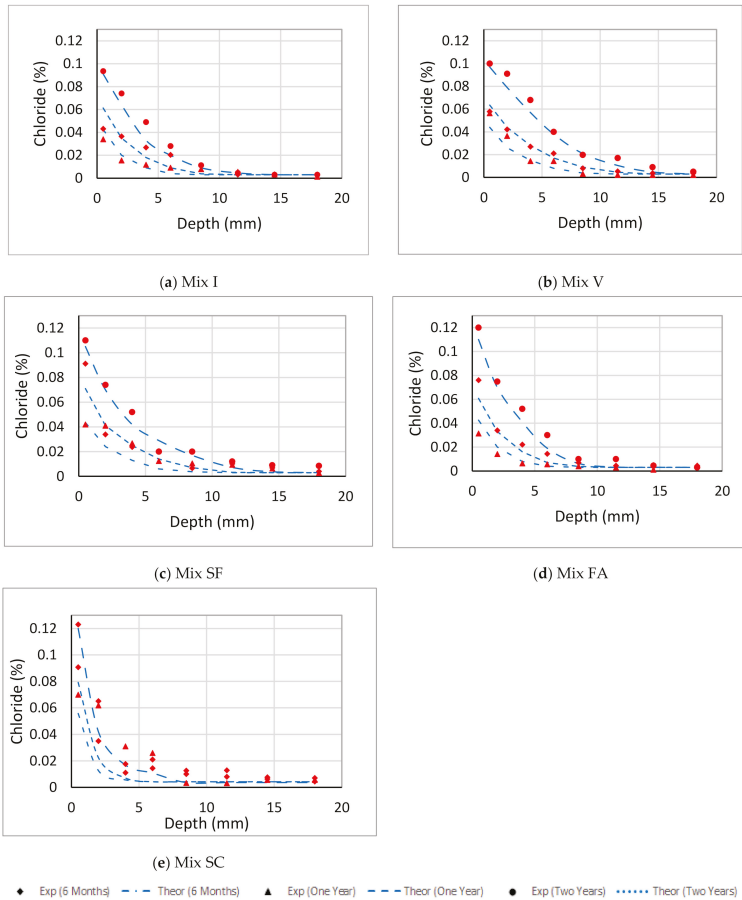 0.12
0.1
0.08
0.06
0.04
0.02
0
Chloride (%)
0 5 10 15 20
Depth (mm)
(a) Mix I
0.12
0.1
0.08
0.06
0.04
0.02
0
Chloride (%)
0 5 10 15 20
Depth (mm)
(b) Mix V
0.12
0.1
0.08
0.06
0.04
0.02
0
Chloride (%)
0 5 10 15 20
Depth (mm)
(c) Mix SF
0.12
0.1
0.08
0.06
0.04
0.02
0
Chloride (%)
0 5 10 15 20
Depth (mm)
(d) Mix FA
0.12
0.1
0.08
0.06
0.04
0.02
0
Chloride (%)
0 5 10 15 20
Depth (mm)
(e) Mix SC
Exp (6 Months) Theor (6 Months) Exp (One Year) Theor (One Year) Exp (Two Years) Theor (Two Years)